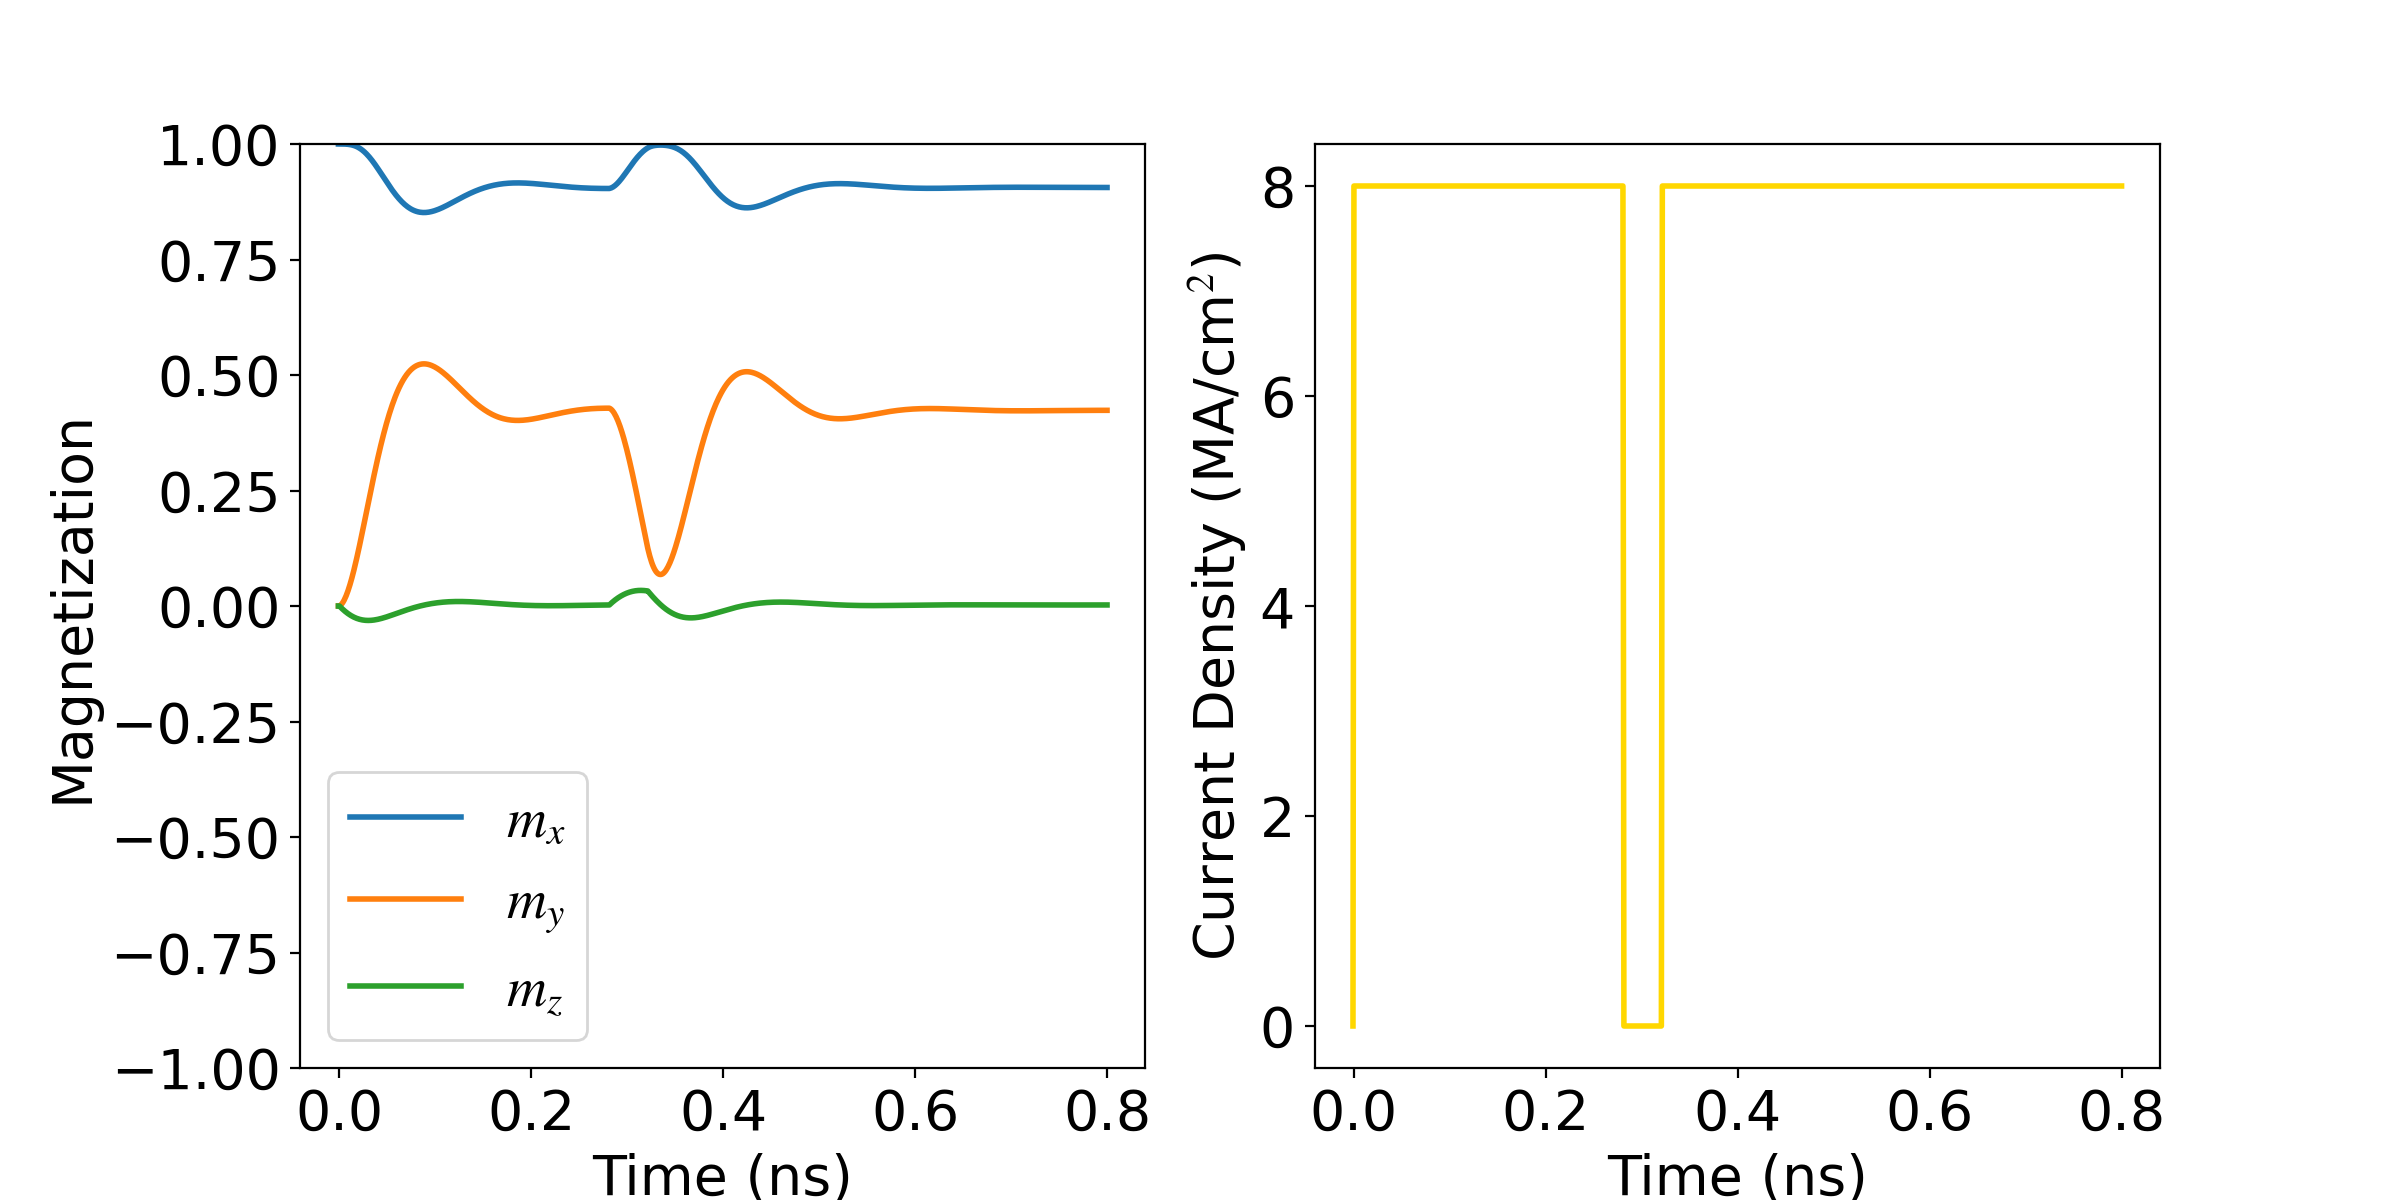 1.00
0.75
0.50
0.25
0.00
−0.25
−0.50
−0.75
−1.00
Magnetization
m_x
m_y
m_z
0.0 0.2 0.4 0.6 0.8
Time (ns)
8
6
4
2
0
Current Density (MA/cm²)
0.0 0.2 0.4 0.6 0.8
Time (ns)